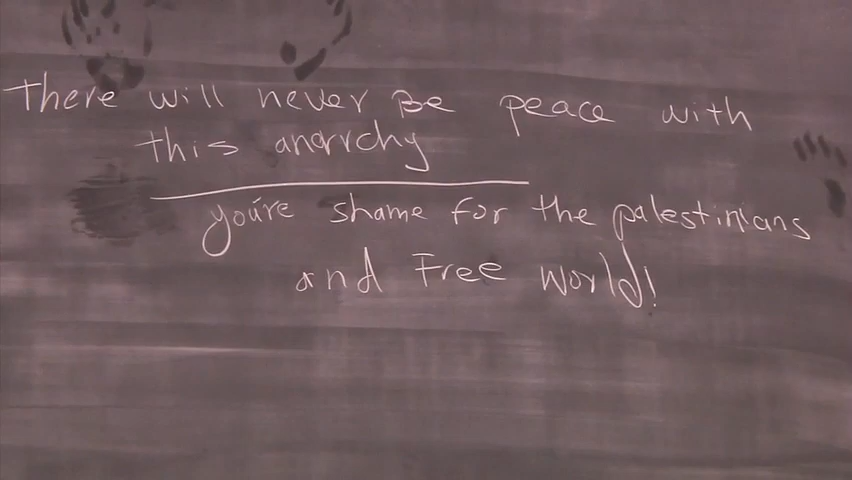 There will never Be peace with
this anarchy
you're shame for the palestinians
and Free world!